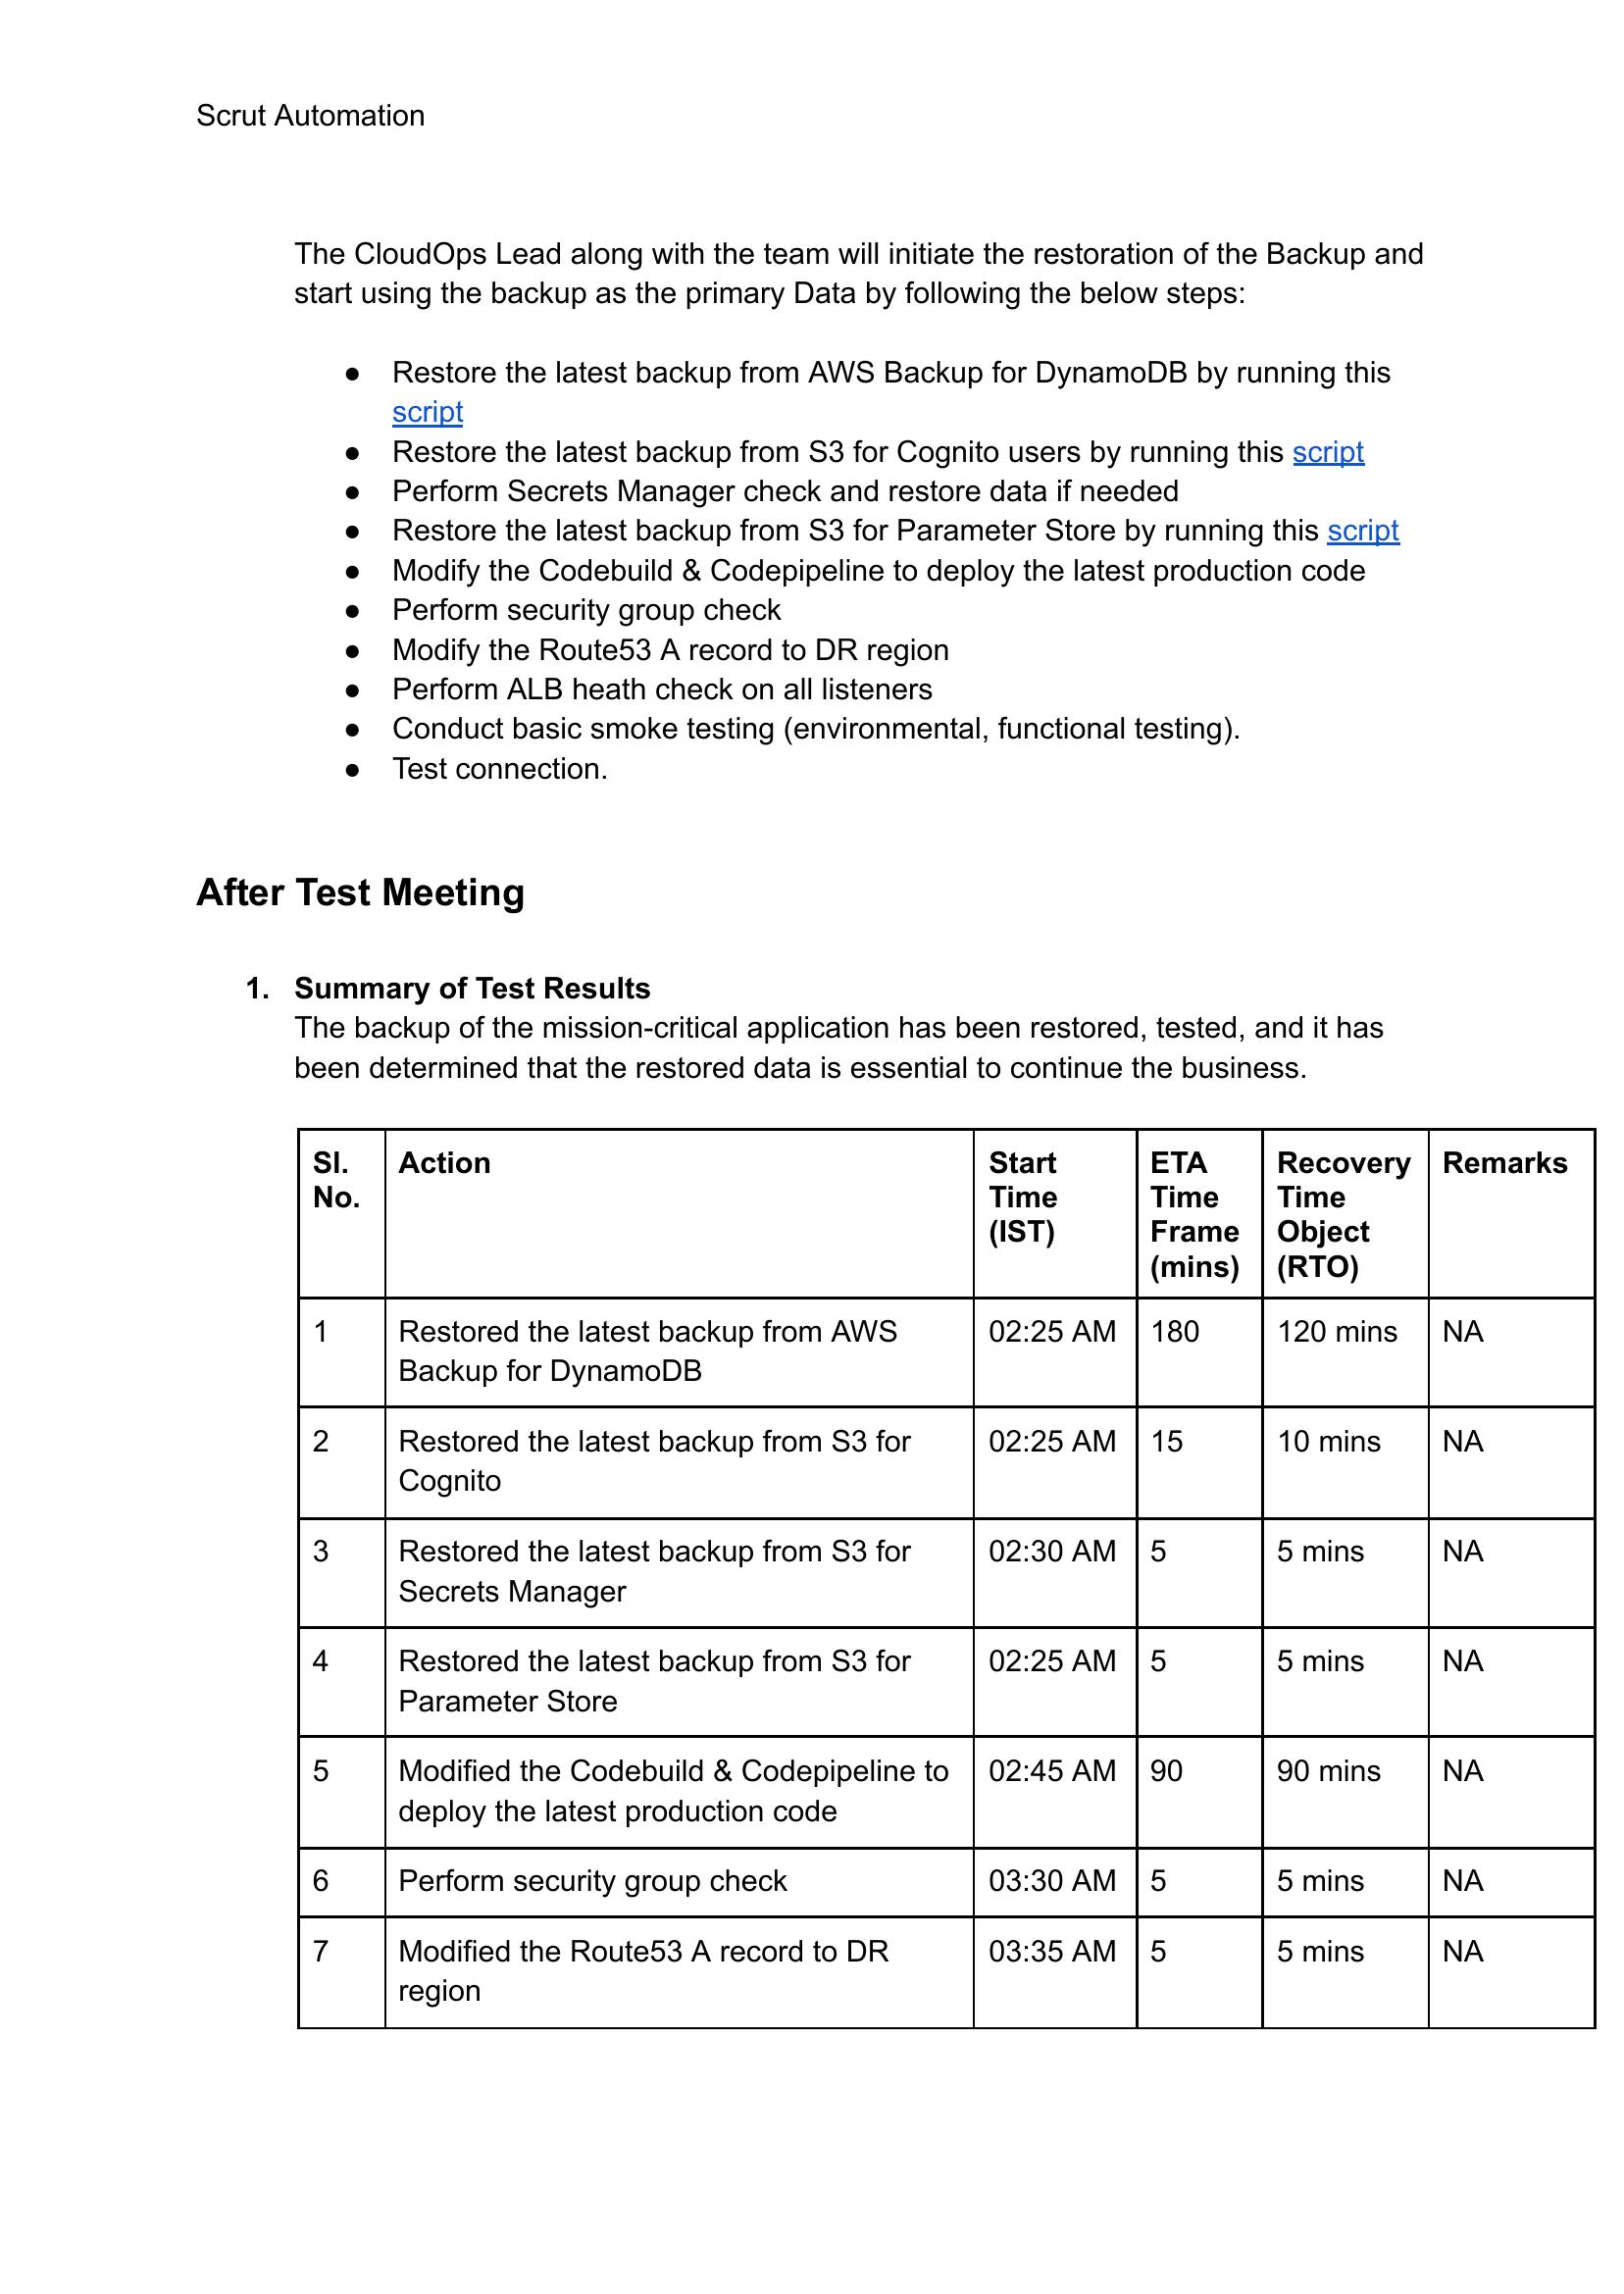 Scrut Automation
The CloudOps Lead along with the team will initiate the restoration of the Backup and
start using the backup as the primary Data by following the below steps:
● Restore the latest backup from AWS Backup for DynamoDB by running this
script
● Restore the latest backup from S3 for Cognito users by running this script
● Perform Secrets Manager check and restore data if needed
● Restore the latest backup from S3 for Parameter Store by running this script
● Modify the Codebuild & Codepipeline to deploy the latest production code
● Perform security group check
● Modify the Route53 A record to DR region
● Perform ALB heath check on all listeners
● Conduct basic smoke testing (environmental, functional testing).
● Test connection.
After Test Meeting
1. Summary of Test Results
The backup of the mission-critical application has been restored, tested, and it has
been determined that the restored data is essential to continue the business.
Sl. Action Start ETA Recovery Remarks
No. Time Time Time
(IST) Frame Object
(mins) (RTO)
1 Restored the latest backup from AWS 02:25 AM 180 120 mins NA
Backup for DynamoDB
2 Restored the latest backup from S3 for 02:25 AM 15 10 mins NA
Cognito
3 Restored the latest backup from S3 for 02:30 AM 5 5 mins NA
Secrets Manager
4 Restored the latest backup from S3 for 02:25 AM 5 5 mins NA
Parameter Store
5 Modified the Codebuild & Codepipeline to 02:45 AM 90 90 mins NA
deploy the latest production code
6 Perform security group check 03:30 AM 5 5 mins NA
7 Modified the Route53 A record to DR 03:35 AM 5 5 mins NA
region